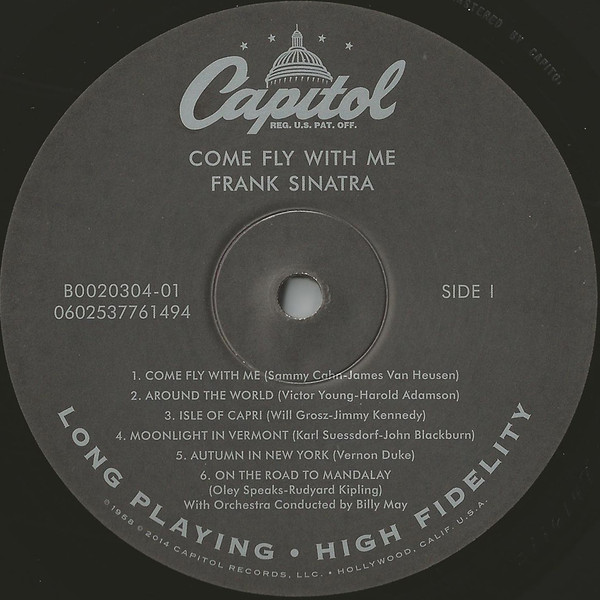 MASTERED BY CAPITOL
Capitol
REG. U.S. PAT. OFF.
COME FLY WITH ME
FRANK SINATRA
B0020304-01
0602537761494
SIDE 1
1. COME FLY WITH ME (Sammy Cahn-James Van Heusen)
2. AROUND THE WORLD (Victor Young-Harold Adamson)
3. ISLE OF CAPRI (Will Grosz-Jimmy Kennedy)
4. MOONLIGHT IN VERMONT (Karl Suessdorf-John Blackburn)
5. AUTUMN IN NEW YORK (Vernon Duke)
6. ON THE ROAD TO MANDALAY
(Oley Speaks-Rudyard Kipling)
With Orchestra Conducted by Billy May
LONG PLAYING • HIGH FIDELITY
℗1958 ©2014 CAPITOL RECORDS, LLC. • HOLLYWOOD, CALIF. U.S.A.